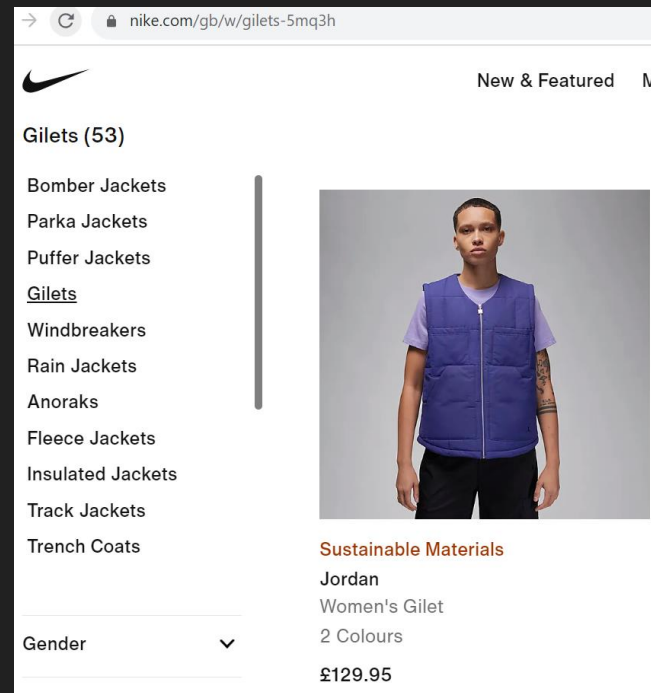 nike.com/gb/w/gilets-5mq3h
New & Featured
Gilets (53)
Bomber Jackets
Parka Jackets
Puffer Jackets
Gilets
Windbreakers
Rain Jackets
Anoraks
Fleece Jackets
Insulated Jackets
Track Jackets
Trench Coats
Gender
Sustainable Materials
Jordan
Women's Gilet
2 Colours
£129.95